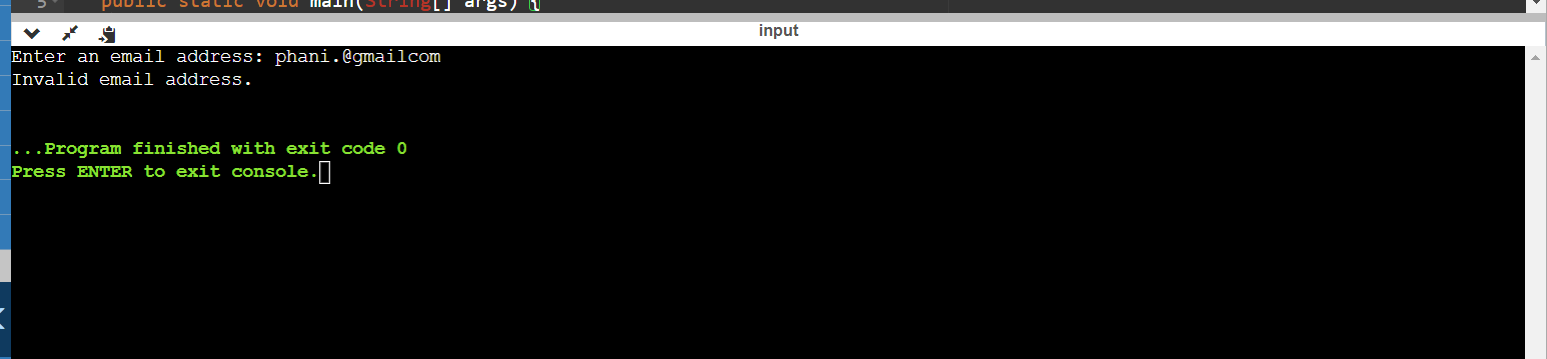 5 public static void main(String[] args) {
input
Enter an email address: phani.@gmailcom
Invalid email address.
...Program finished with exit code 0
Press ENTER to exit console.